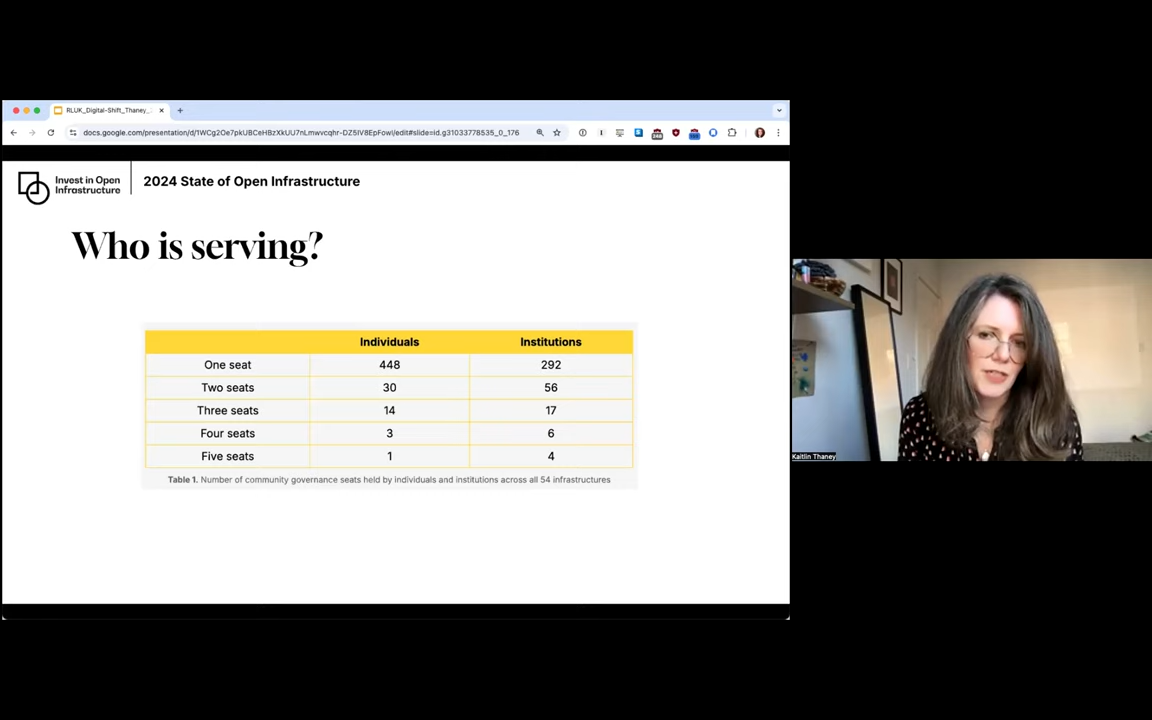 RLUK_Digital-Shift_Thaney_
docs.google.com/presentation/d/1WCg2Oe7pkUBCeHBzXkUU7nLmwvcqhr-DZ5IV8EpFowI/edit#slide=id.g31033778535_0_176
Invest in Open
Infrastructure
2024 State of Open Infrastructure
Who is serving?
Individuals Institutions
One seat 448 292
Two seats 30 56
Three seats 14 17
Four seats 3 6
Five seats 1 4
Table 1. Number of community governance seats held by individuals and institutions across all 54 infrastructures
Kaitlin Thaney